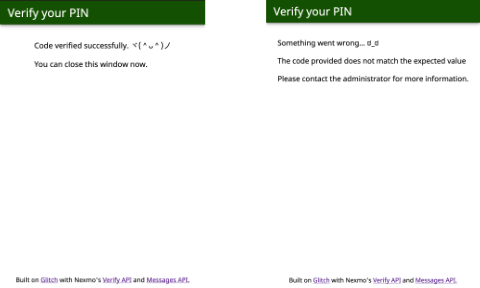 Verify your PIN
Code verified successfully. ヾ(＾ᴗ＾)ノ
You can close this window now.
Built on Glitch with Nexmo's Verify API and Messages API.
Verify your PIN
Something went wrong... ಠ_ಠ
The code provided does not match the expected value
Please contact the administrator for more information.
Built on Glitch with Nexmo's Verify API and Messages API.